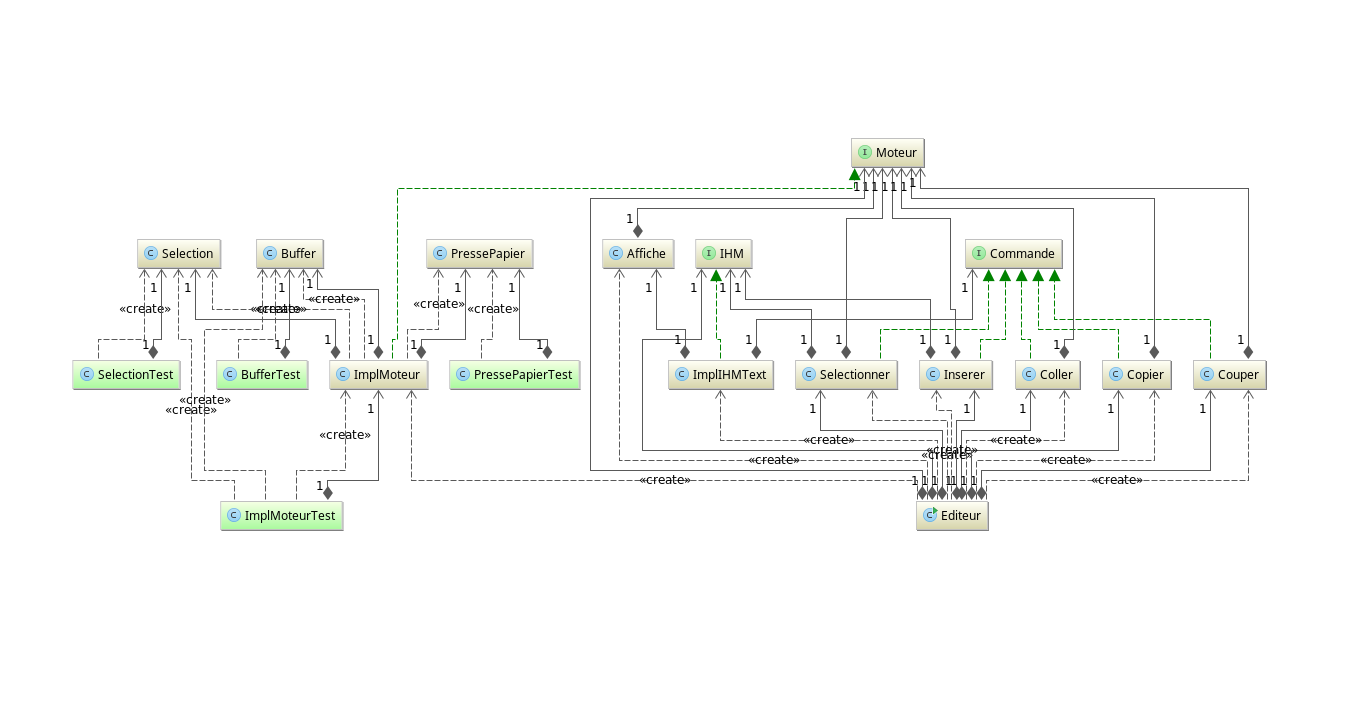 I Moteur
1 1 1 1 1 1 1
1
C Selection
C Buffer
C PressePapier
C Affiche
I IHM
I Commande
1 1 1 1 1 1 1 1 1 1 1
«create»
«create»
«create»
«create»
«create»
«create»
1
1 1 1 1 1 1 1 1 1 1 1 1 1
C SelectionTest
C BufferTest
C ImplMoteur
C PressePapierTest
C ImplIHMText
C Selectionner
C Inserer
C Coller
C Copier
C Couper
«create»
«create»
1 1 1 1 1 1
«create»
«create»
«create»
«create»
«create»
«create»
«create»
«create»
«create»
1
1 1 1 1 1 1 1
C ImplMoteurTest
C Editeur